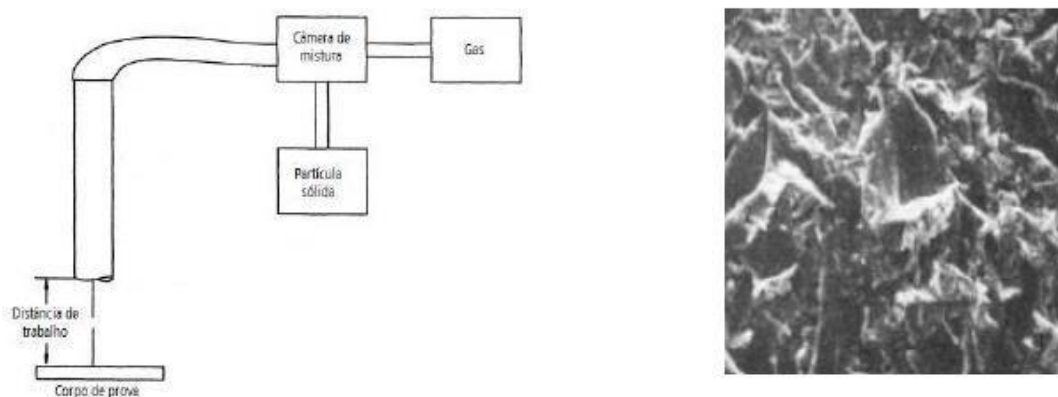 Câmera de
mistura
Gas
Partícula
sólida
Distância de
trabalho
Corpo de prova